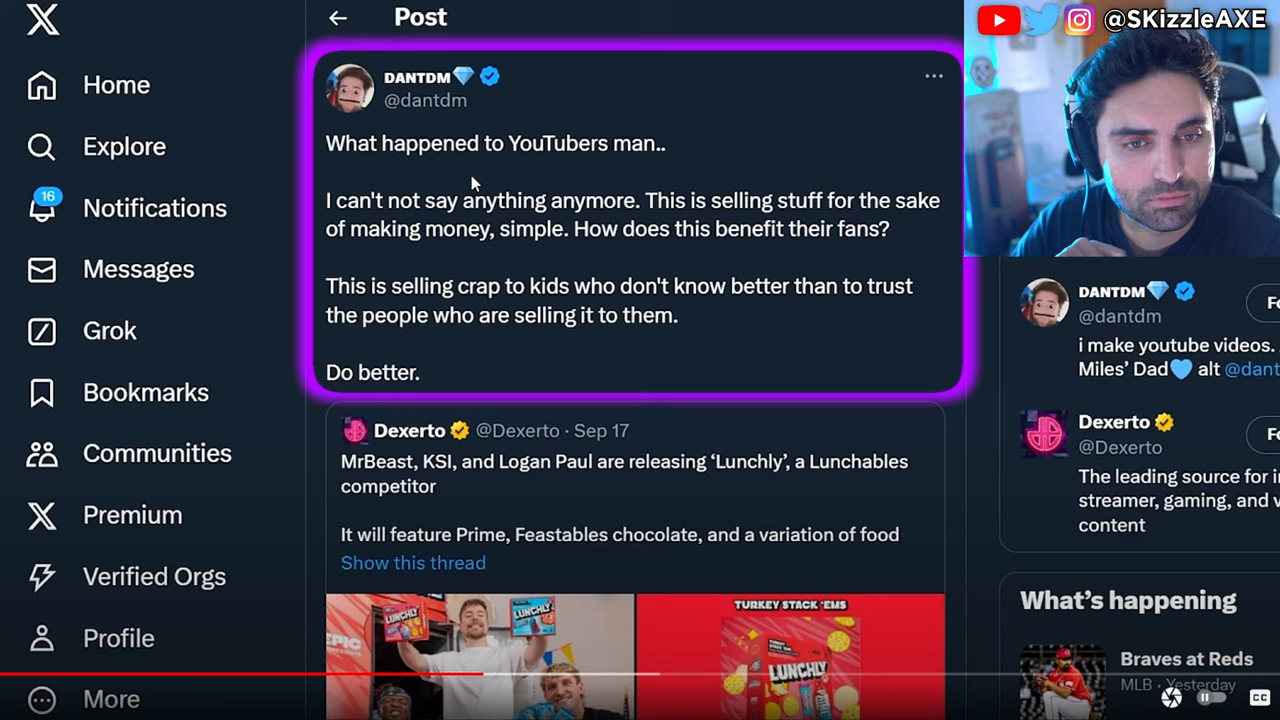 Post
@SKizzleAXE
Home
Explore
16
Notifications
Messages
Grok
Bookmarks
Communities
Premium
Verified Orgs
Profile
More
DANTDM💎
@dantdm
What happened to YouTubers man..
I can't not say anything anymore. This is selling stuff for the sake
of making money, simple. How does this benefit their fans?
This is selling crap to kids who don't know better than to trust
the people who are selling it to them.
Do better.
Dexerto @Dexerto · Sep 17
MrBeast, KSI, and Logan Paul are releasing ‘Lunchly’, a Lunchables
competitor
It will feature Prime, Feastables chocolate, and a variation of food
Show this thread
LUNCHLY
LUNCHLY
TURKEY STACK 'EMS
LUNCHLY
DANTDM💎
@dantdm
Fo
i make youtube videos.
Miles’ Dad💙 alt @dant
Dexerto
@Dexerto
Fo
The leading source for i
streamer, gaming, and v
content
What’s happening
Braves at Reds
MLB · Yesterday
CC